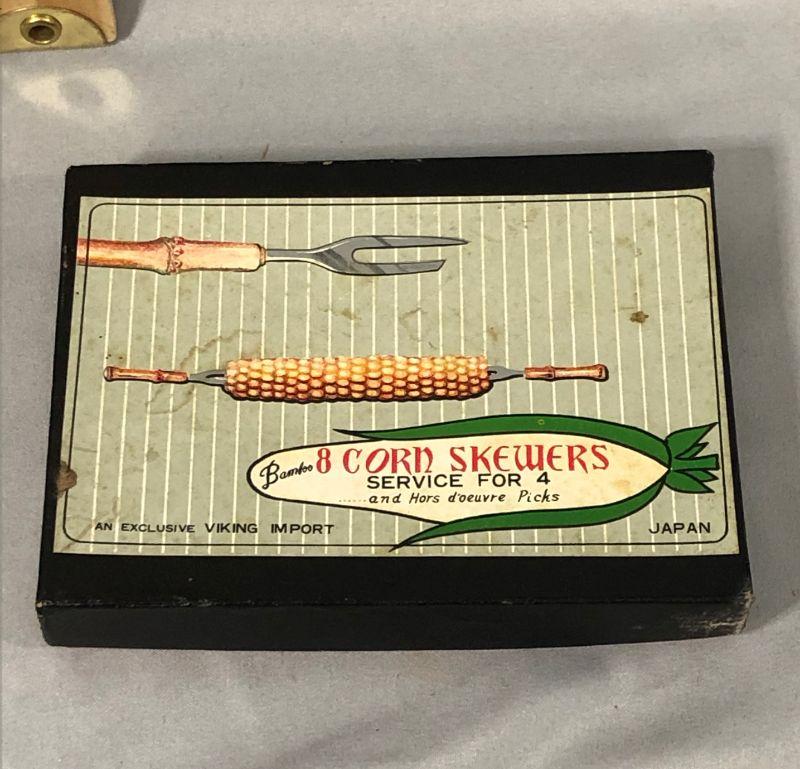 Bamboo 8 CORN SKEWERS
SERVICE FOR 4
......and Hors d'oeuvre Picks
AN EXCLUSIVE VIKING IMPORT
JAPAN